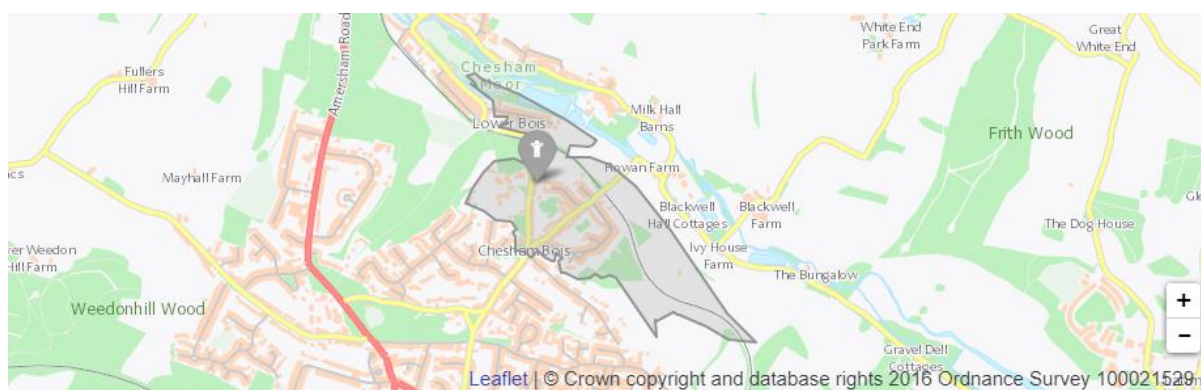 White End
Park Farm
Great
White End
Amersham Road
Fullers
Hill Farm
Chesham
Moor
Milk Hall
Barns
Lower Bois
Frith Wood
Rowan Farm
acs
Mayhall Farm
Blackwell
Hall Cottages
Blackwell
Farm
Gle
The Dog House
Chesham Bois
Ivy House
Farm
ver Weedon
Hill Farm
The Bungalow
Weedonhill Wood
+
−
Gravel Dell
Cottages
Leaflet | © Crown copyright and database rights 2016 Ordnance Survey 100021529